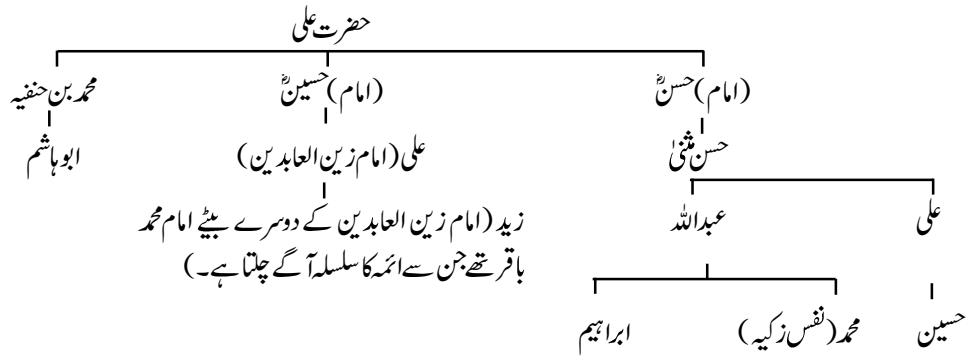 حضرت علی
(امام) حسنؓ (امام) حسینؓ محمد بن حنفیہ
حسن مثنیٰ علی (امام زین العابدین) ابو ہاشم
علی عبداللہ زید (امام زین العابدین کے دوسرے بیٹے امام محمد
باقر تھے جن سے ائمہ کا سلسلہ آگے چلتا ہے۔)
حسین محمد (نفس زکیہ) ابراہیم